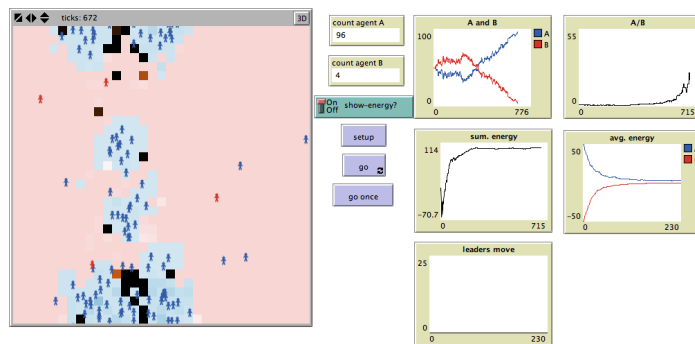 ticks: 672
3D
count agent A
96
count agent B
4
On
Off
show-energy?
setup
go
go once
A and B
100
0
0
776
A
B
A/B
55
0
0
715
sum. energy
114
-70.7
0
715
avg. energy
50
-50
0
230
leaders move
25
0
0
230